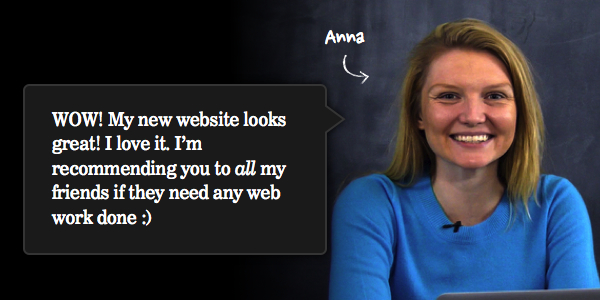 Anna
WOW! My new website looks
great! I love it. I’m
recommending you to all my
friends if they need any web
work done :)